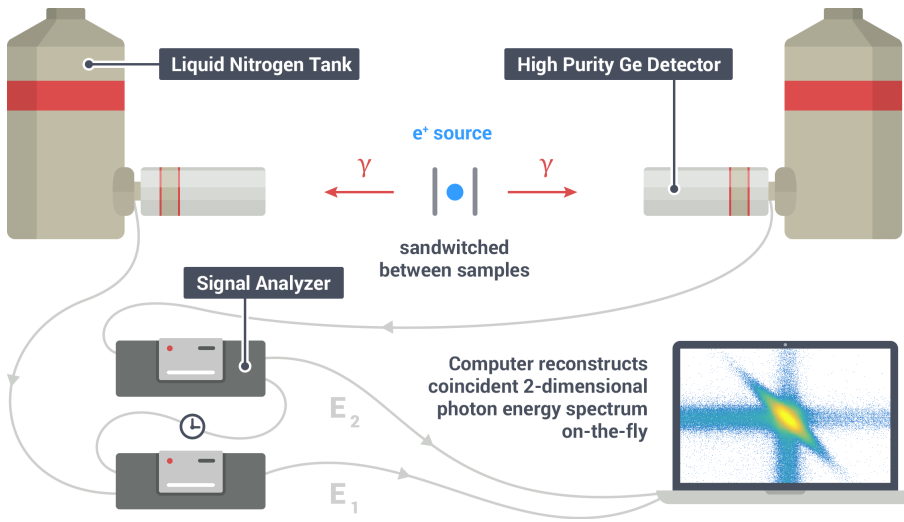 Liquid Nitrogen Tank
High Purity Ge Detector
e⁺ source
γ
γ
sandwitched
between samples
Signal Analyzer
Computer reconstructs
coincident 2-dimensional
photon energy spectrum
on-the-fly
E₂
E₁